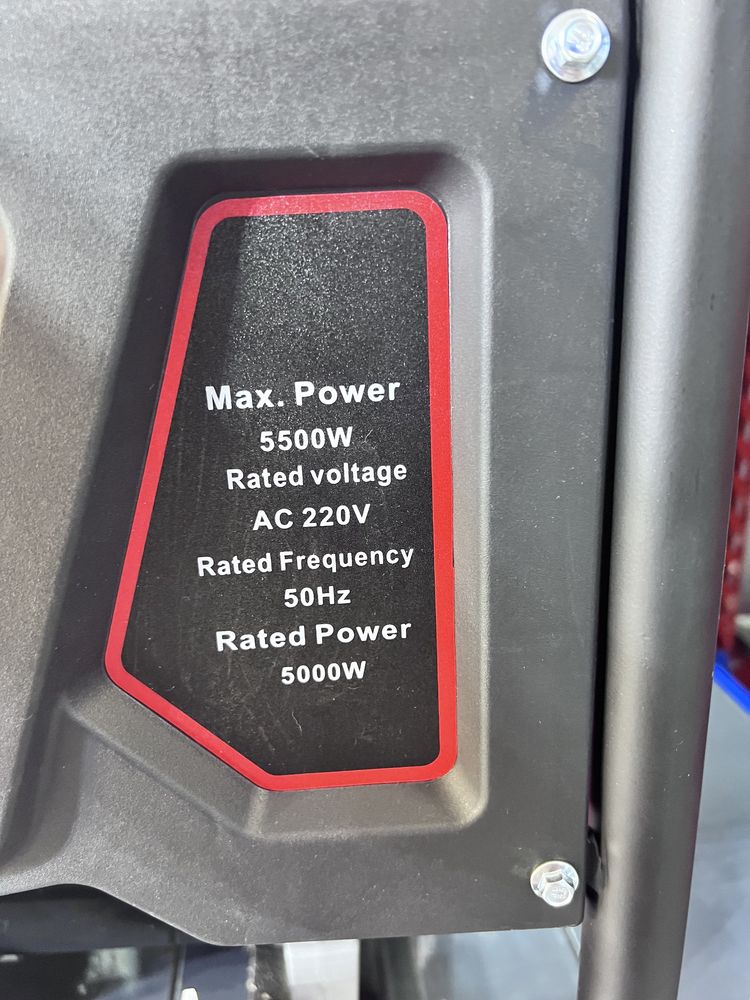 Max. Power
5500W
Rated voltage
AC 220V
Rated Frequency
50Hz
Rated Power
5000W